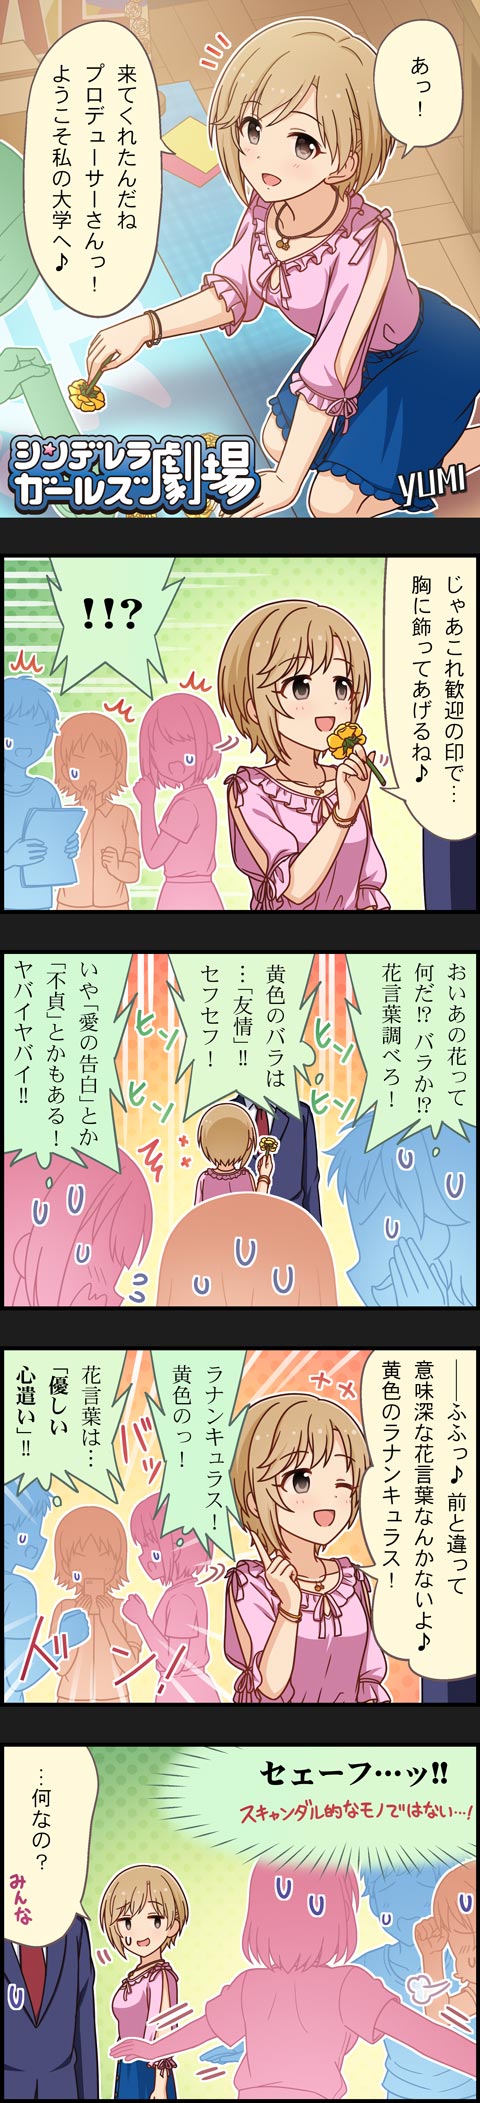 あっ！
来てくれたんだね
プロデューサーさんっ！
ようこそ私の大学へ♪
シンデレラ
ガールズ劇場
YUMI
じゃあこれ歓迎の印で…
胸に飾ってあげるね♪
!!?
おいあの花って
何だ!? バラか!?
花言葉調べろ！
黄色のバラは
…「友情」!!
セフセフ！
いや「愛の告白」とか
「不貞」とかもある！
ヤバイヤバイ!!
ヒソ
ヒソ
ヒソ
ヒソ
――ふふっ♪ 前と違って
意味深な花言葉なんかないよ♪
黄色のラナンキュラス！
ラナンキュラス！
黄色のっ！
バッ
花言葉は…
「優しい
心遣い」!!
ズドン！
セェーフ…ッ!!
スキャンダル的なモノではない…！
…何なの？
みんな